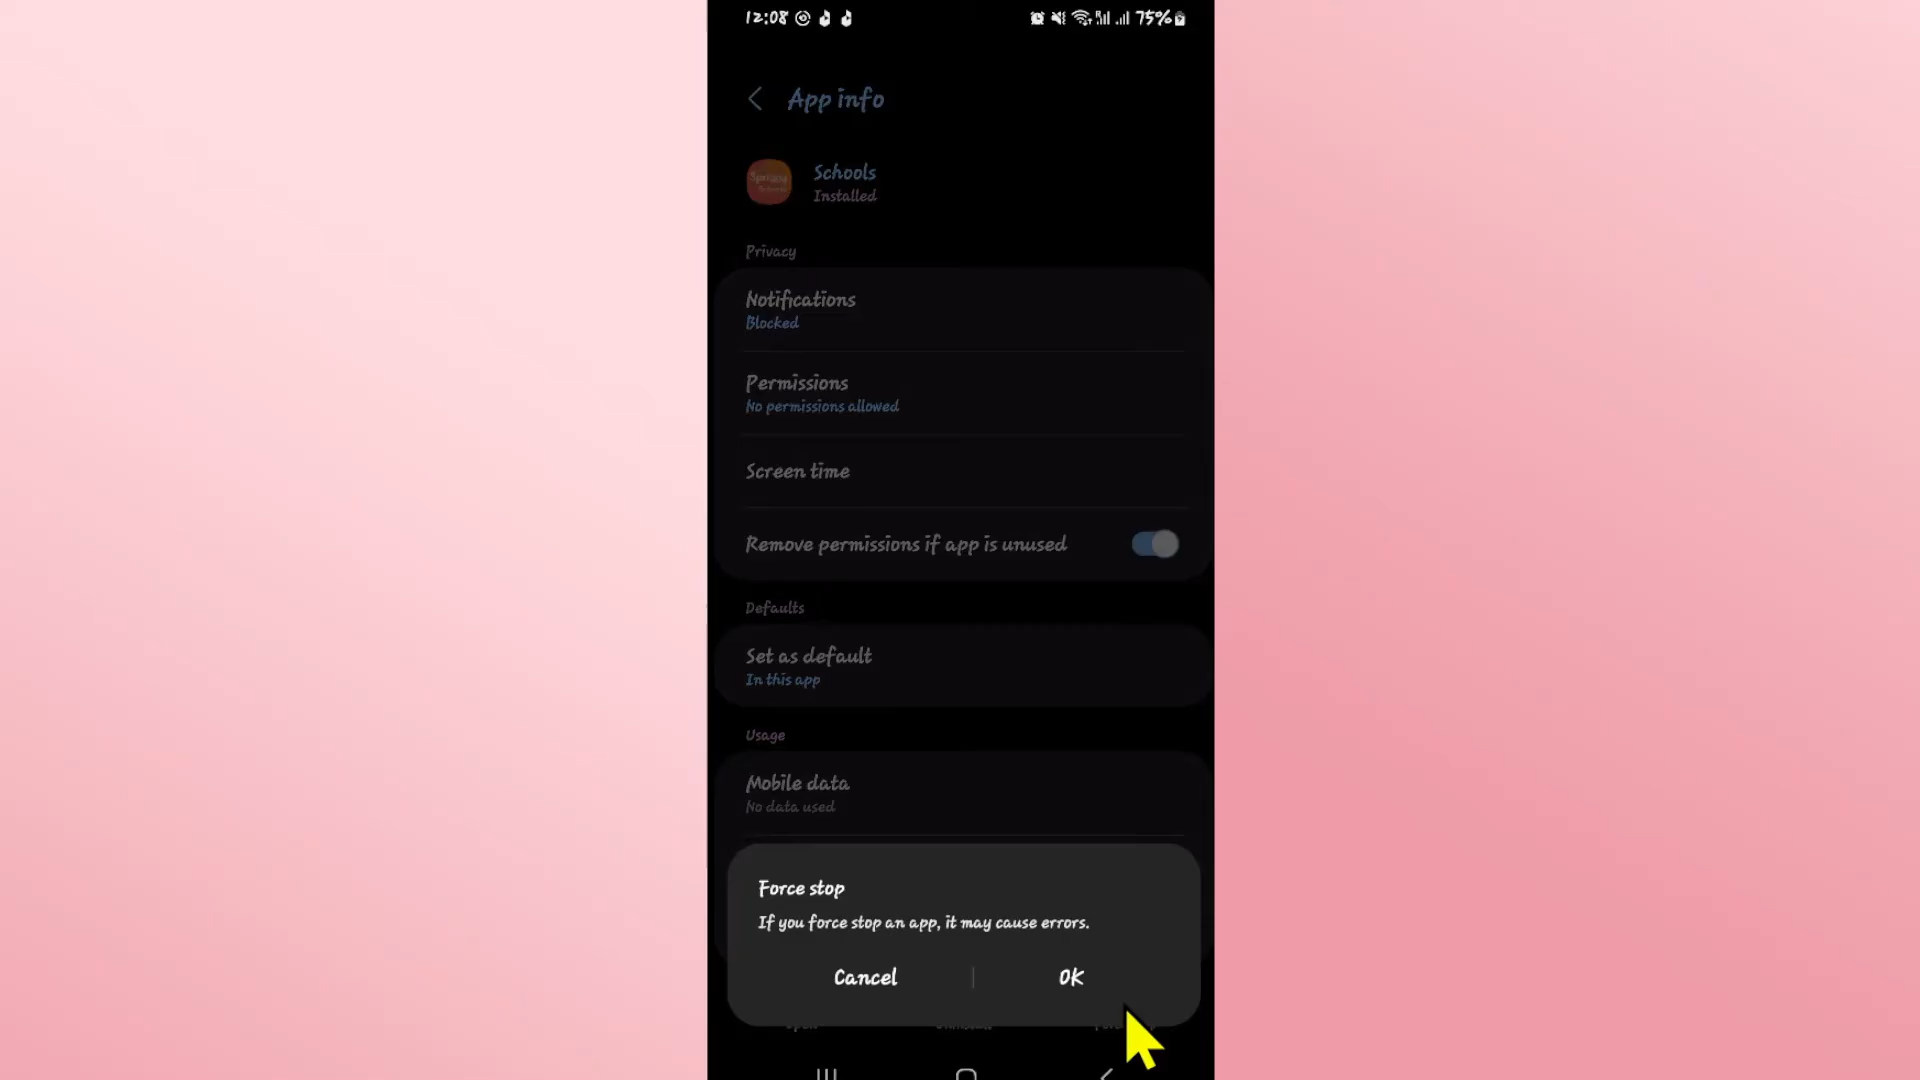 12:08
75%
App info
Schools
Installed
Privacy
Notifications
Blocked
Permissions
No permissions allowed
Screen time
Remove permissions if app is unused
Defaults
Set as default
In this app
Usage
Mobile data
No data used
Force stop
If you force stop an app, it may cause errors.
Cancel
OK